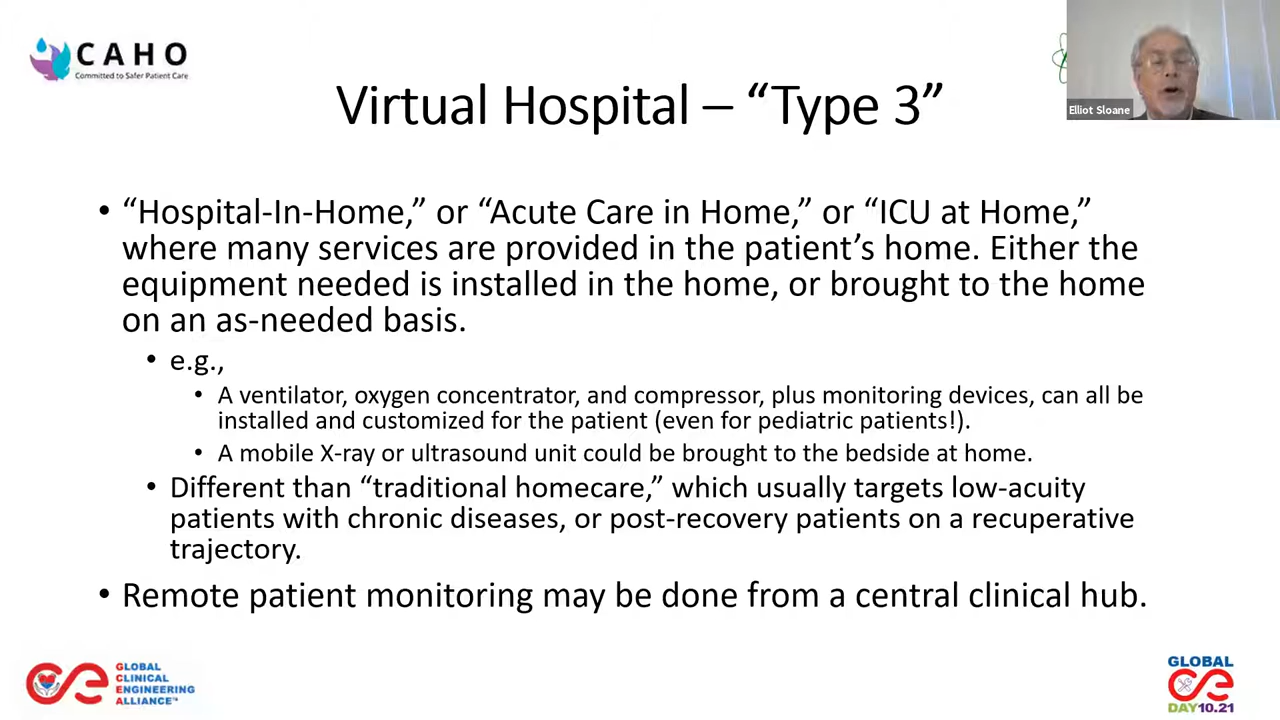 CAHO
Committed to Safer Patient Care
Elliot Sloane
Virtual Hospital – “Type 3”
• “Hospital-In-Home,” or “Acute Care in Home,” or “ICU at Home,”
where many services are provided in the patient’s home. Either the
equipment needed is installed in the home, or brought to the home
on an as-needed basis.
• e.g.,
• A ventilator, oxygen concentrator, and compressor, plus monitoring devices, can all be
installed and customized for the patient (even for pediatric patients!).
• A mobile X-ray or ultrasound unit could be brought to the bedside at home.
• Different than “traditional homecare,” which usually targets low-acuity
patients with chronic diseases, or post-recovery patients on a recuperative
trajectory.
• Remote patient monitoring may be done from a central clinical hub.
GLOBAL
CLINICAL
ENGINEERING
ALLIANCE™
GLOBAL
CE
DAY10.21